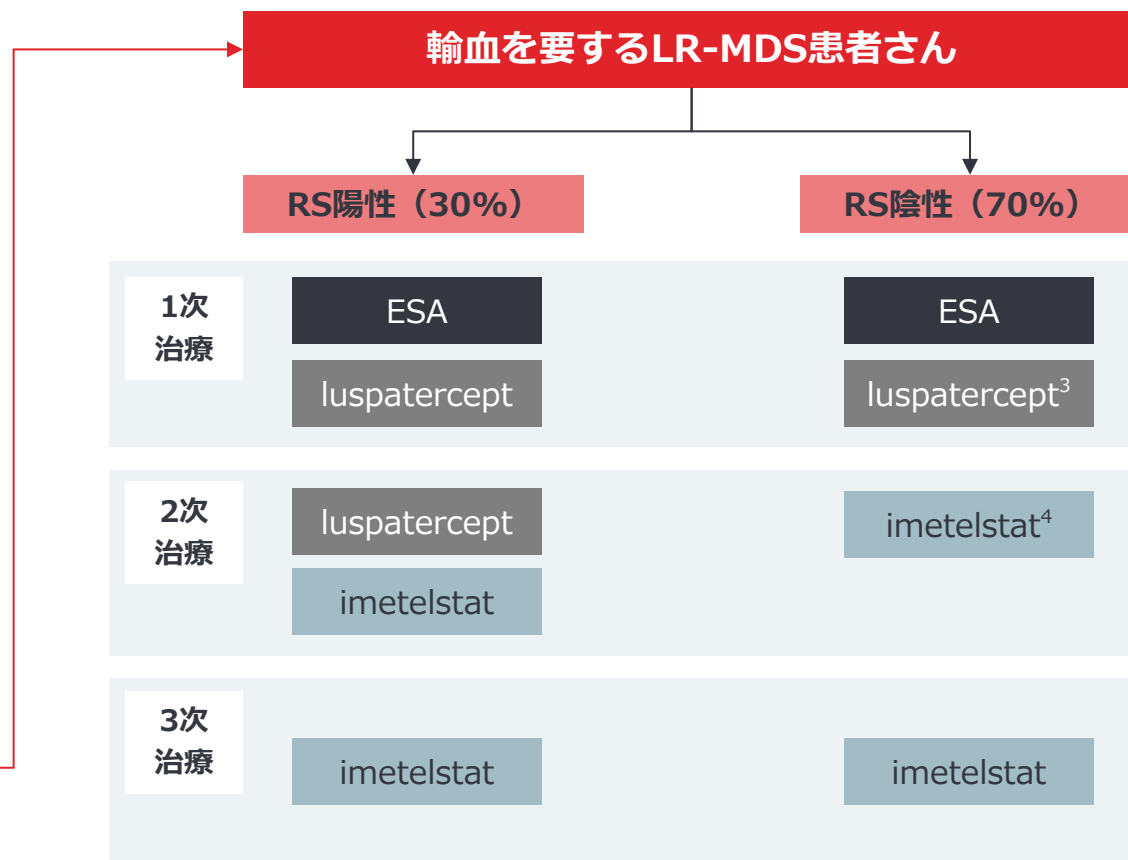 輸血を要するLR-MDS患者さん
RS陽性（30%）
RS陰性（70%）
1次
治療
ESA
ESA
luspatercept
luspatercept³
2次
治療
luspatercept
imetelstat⁴
imetelstat
3次
治療
imetelstat
imetelstat